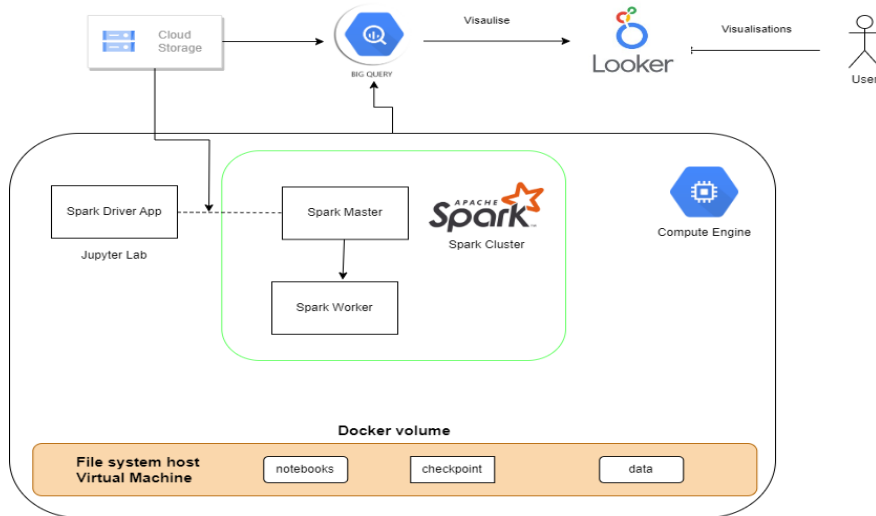 Cloud
Storage
BIG QUERY
Visaulise
Looker
Visualisations
User
Spark Driver App
Jupyter Lab
Spark Master
APACHE
Spark
Spark Cluster
Spark Worker
Compute Engine
Docker volume
File system host
Virtual Machine
notebooks
checkpoint
data